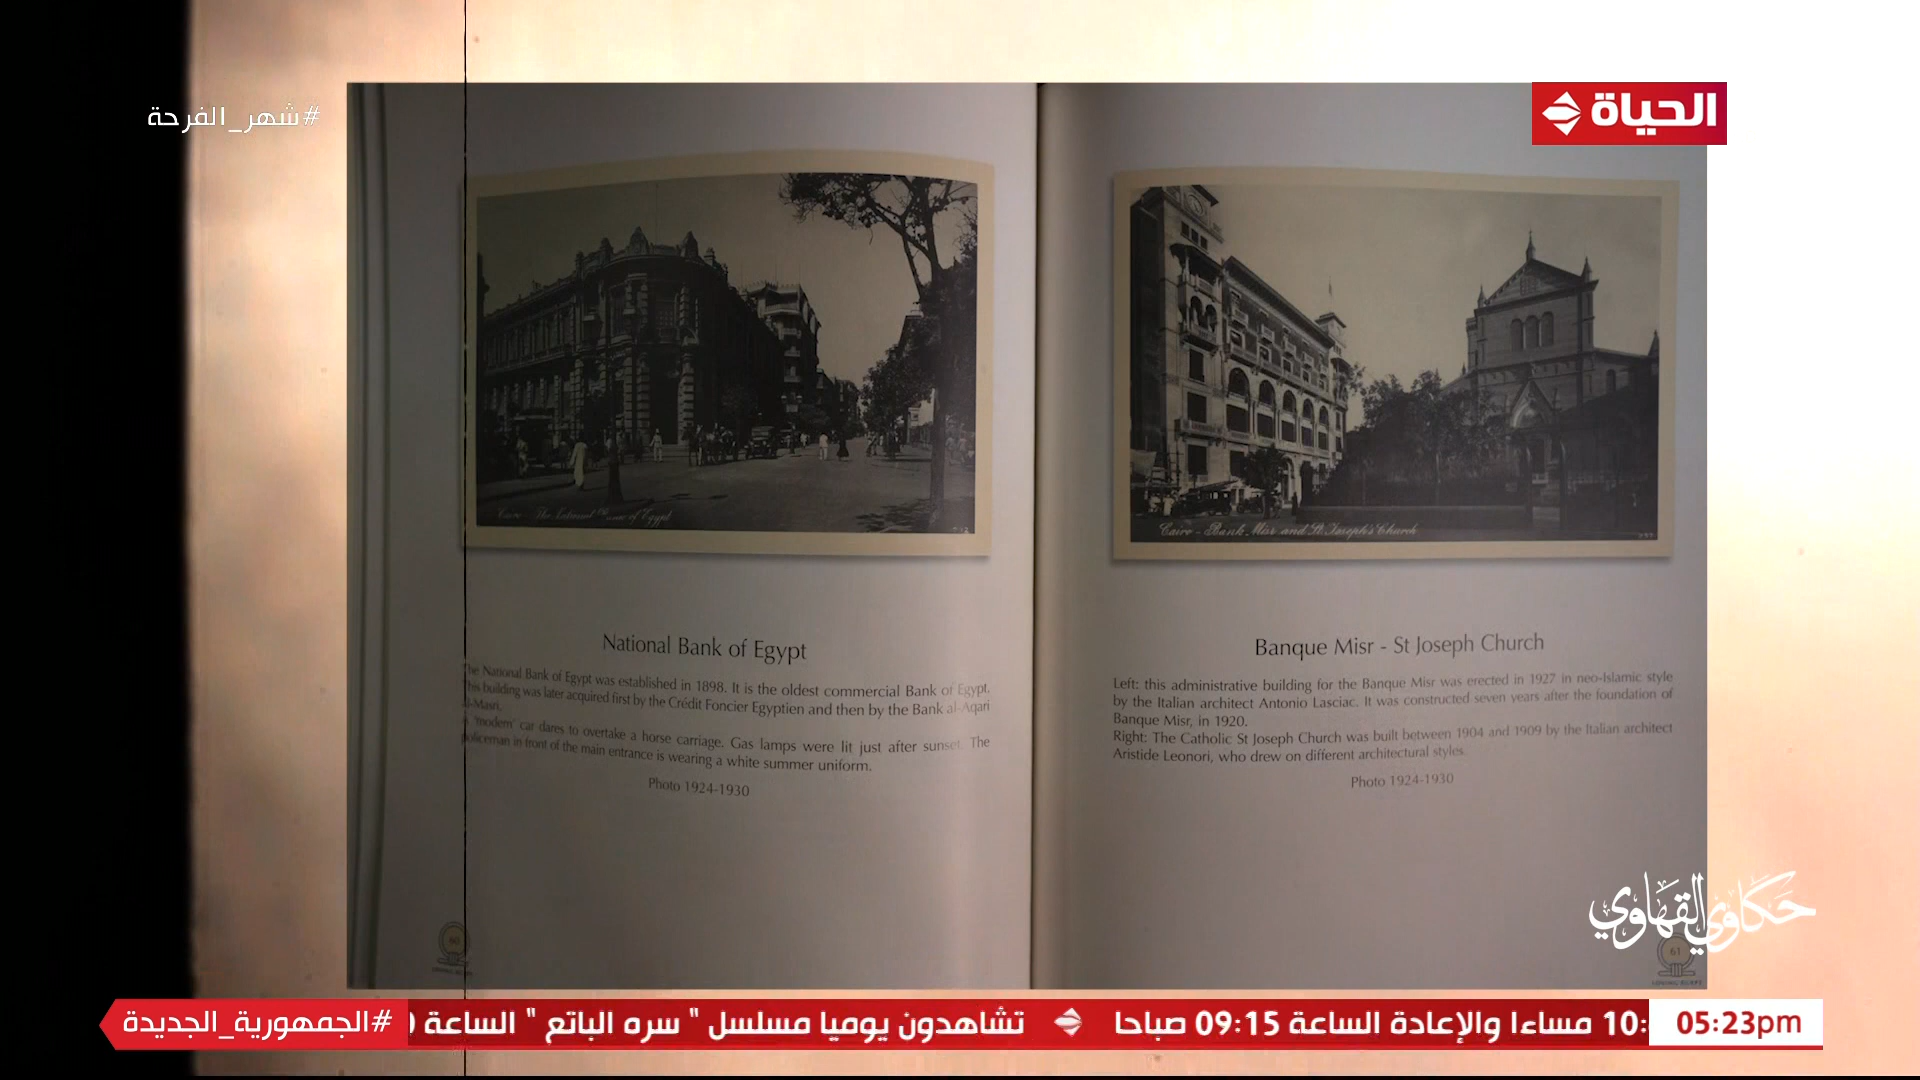 #شهر_الفرحة
الحياة
Cairo - The National Bank of Egypt
Cairo - Bank Misr and St Joseph's Church
National Bank of Egypt
The National Bank of Egypt was established in 1898. It is the oldest commercial Bank of Egypt.
This building was later acquired first by the Crédit Foncier Egyptien and then by the Bank al-Aqari
al-Masri.
A 'modern' car dares to overtake a horse carriage. Gas lamps were lit just after sunset. The
policeman in front of the main entrance is wearing a white summer uniform.
Photo 1924-1930
60
Banque Misr - St Joseph Church
Left: this administrative building for the Banque Misr was erected in 1927 in neo-Islamic style
by the Italian architect Antonio Lasciac. It was constructed seven years after the foundation of
Banque Misr, in 1920.
Right: The Catholic St Joseph Church was built between 1904 and 1909 by the Italian architect
Aristide Leonori, who drew on different architectural styles.
Photo 1924-1930
حكاوي القهاوي
61
#الجمهورية_الجديدة
10: مساءا والإعادة الساعة 09:15 صباحا
تشاهدون يوميا مسلسل " سره الباتع " الساعة
05:23pm